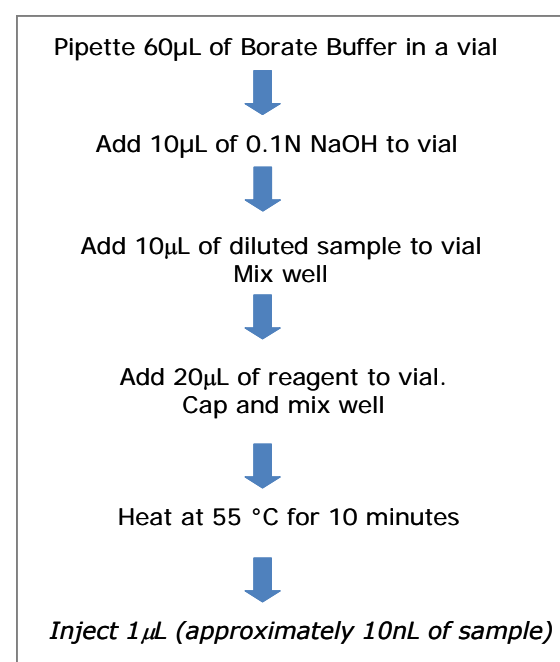 Pipette 60µL of Borate Buffer in a vial
Add 10µL of 0.1N NaOH to vial
Add 10µL of diluted sample to vial
Mix well
Add 20µL of reagent to vial.
Cap and mix well
Heat at 55 °C for 10 minutes
Inject 1µL (approximately 10nL of sample)